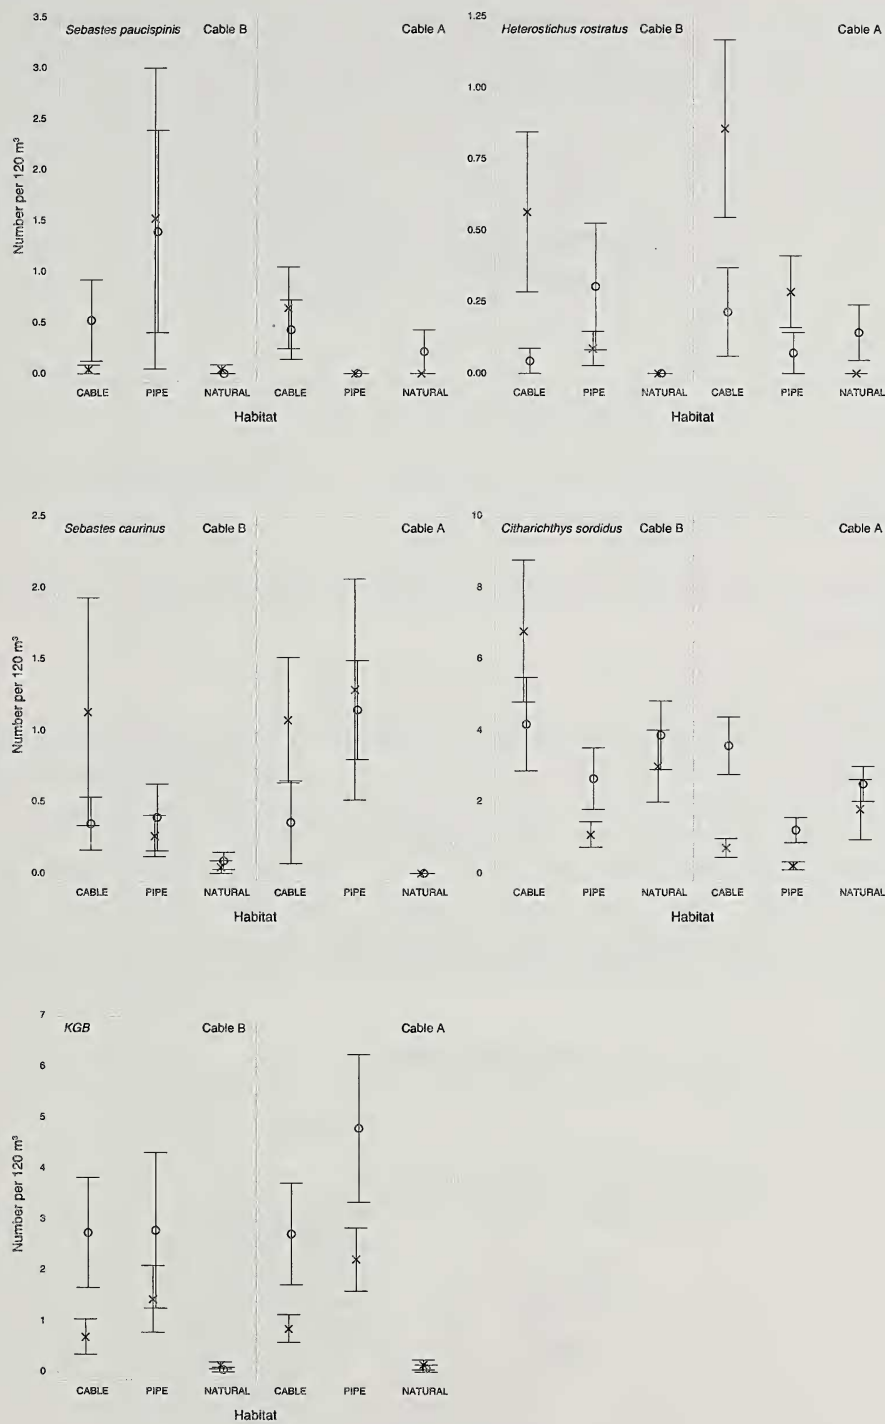 Sebastes paucispinis Cable B Cable A
3.5
3.0
2.5
2.0
1.5
1.0
0.5
0.0
Number per 120 m³
CABLE PIPE NATURAL CABLE PIPE NATURAL
Habitat
Heterostichus rostratus Cable B Cable A
1.25
1.00
0.75
0.50
0.25
0.00
CABLE PIPE NATURAL CABLE PIPE NATURAL
Habitat
Sebastes caurinus Cable B Cable A
2.5
2.0
1.5
1.0
0.5
0.0
Number per 120 m³
CABLE PIPE NATURAL CABLE PIPE NATURAL
Habitat
Citharichthys sordidus Cable B Cable A
10
8
6
4
2
0
CABLE PIPE NATURAL CABLE PIPE NATURAL
Habitat
KGB Cable B Cable A
7
6
5
4
3
2
1
0
Number per 120 m³
CABLE PIPE NATURAL CABLE PIPE NATURAL
Habitat